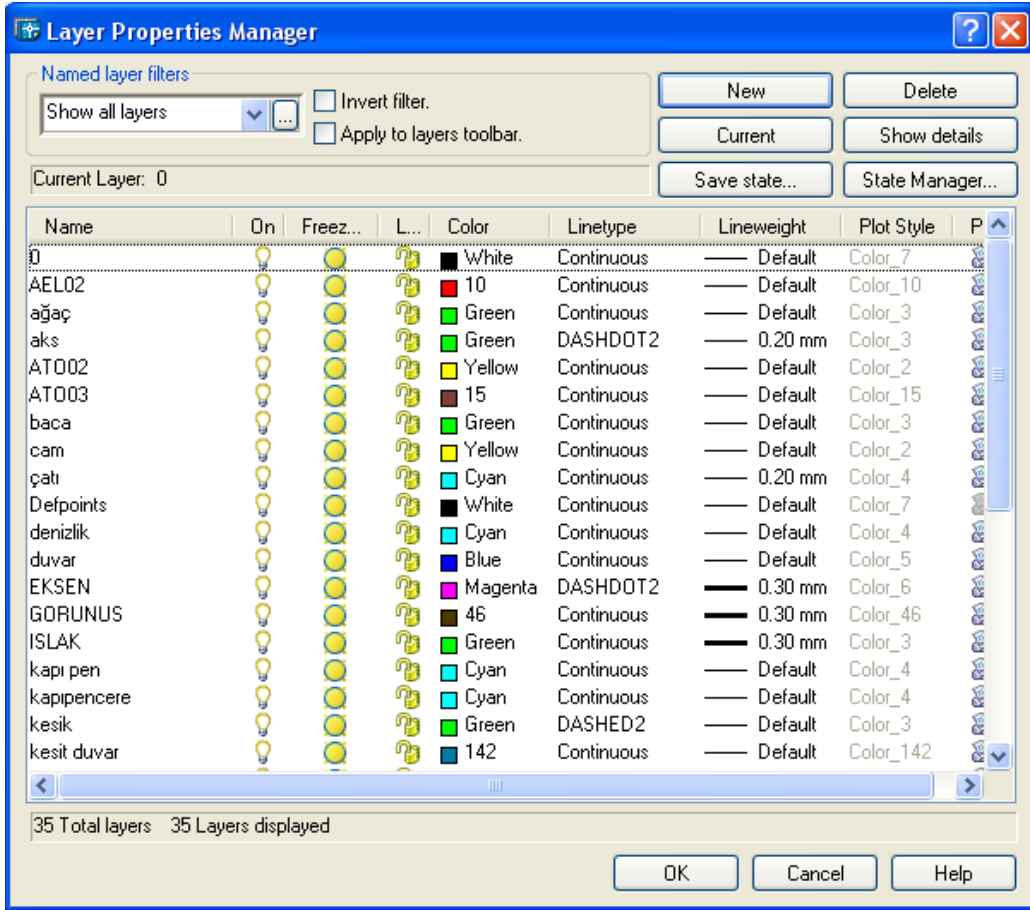 Layer Properties Manager
Named layer filters
Show all layers
...
Invert filter.
Apply to layers toolbar.
New
Delete
Current
Show details
Current Layer: 0
Save state...
State Manager...
Name On Freez... L... Color Linetype Lineweight Plot Style P
0 White Continuous Default Color_7
AEL02 10 Continuous Default Color_10
ağaç Green Continuous Default Color_3
aks Green DASHDOT2 0.20 mm Color_3
ATO02 Yellow Continuous Default Color_2
ATO03 15 Continuous Default Color_15
baca Green Continuous Default Color_3
cam Yellow Continuous Default Color_2
çatı Cyan Continuous 0.20 mm Color_4
Defpoints White Continuous Default Color_7
denizlik Cyan Continuous Default Color_4
duvar Blue Continuous Default Color_5
EKSEN Magenta DASHDOT2 0.30 mm Color_6
GORUNUS 46 Continuous 0.30 mm Color_46
ISLAK Green Continuous 0.30 mm Color_3
kapı pen Cyan Continuous Default Color_4
kapıpencere Cyan Continuous Default Color_4
kesik Green DASHED2 Default Color_3
kesit duvar 142 Continuous Default Color_142
35 Total layers 35 Layers displayed
OK
Cancel
Help